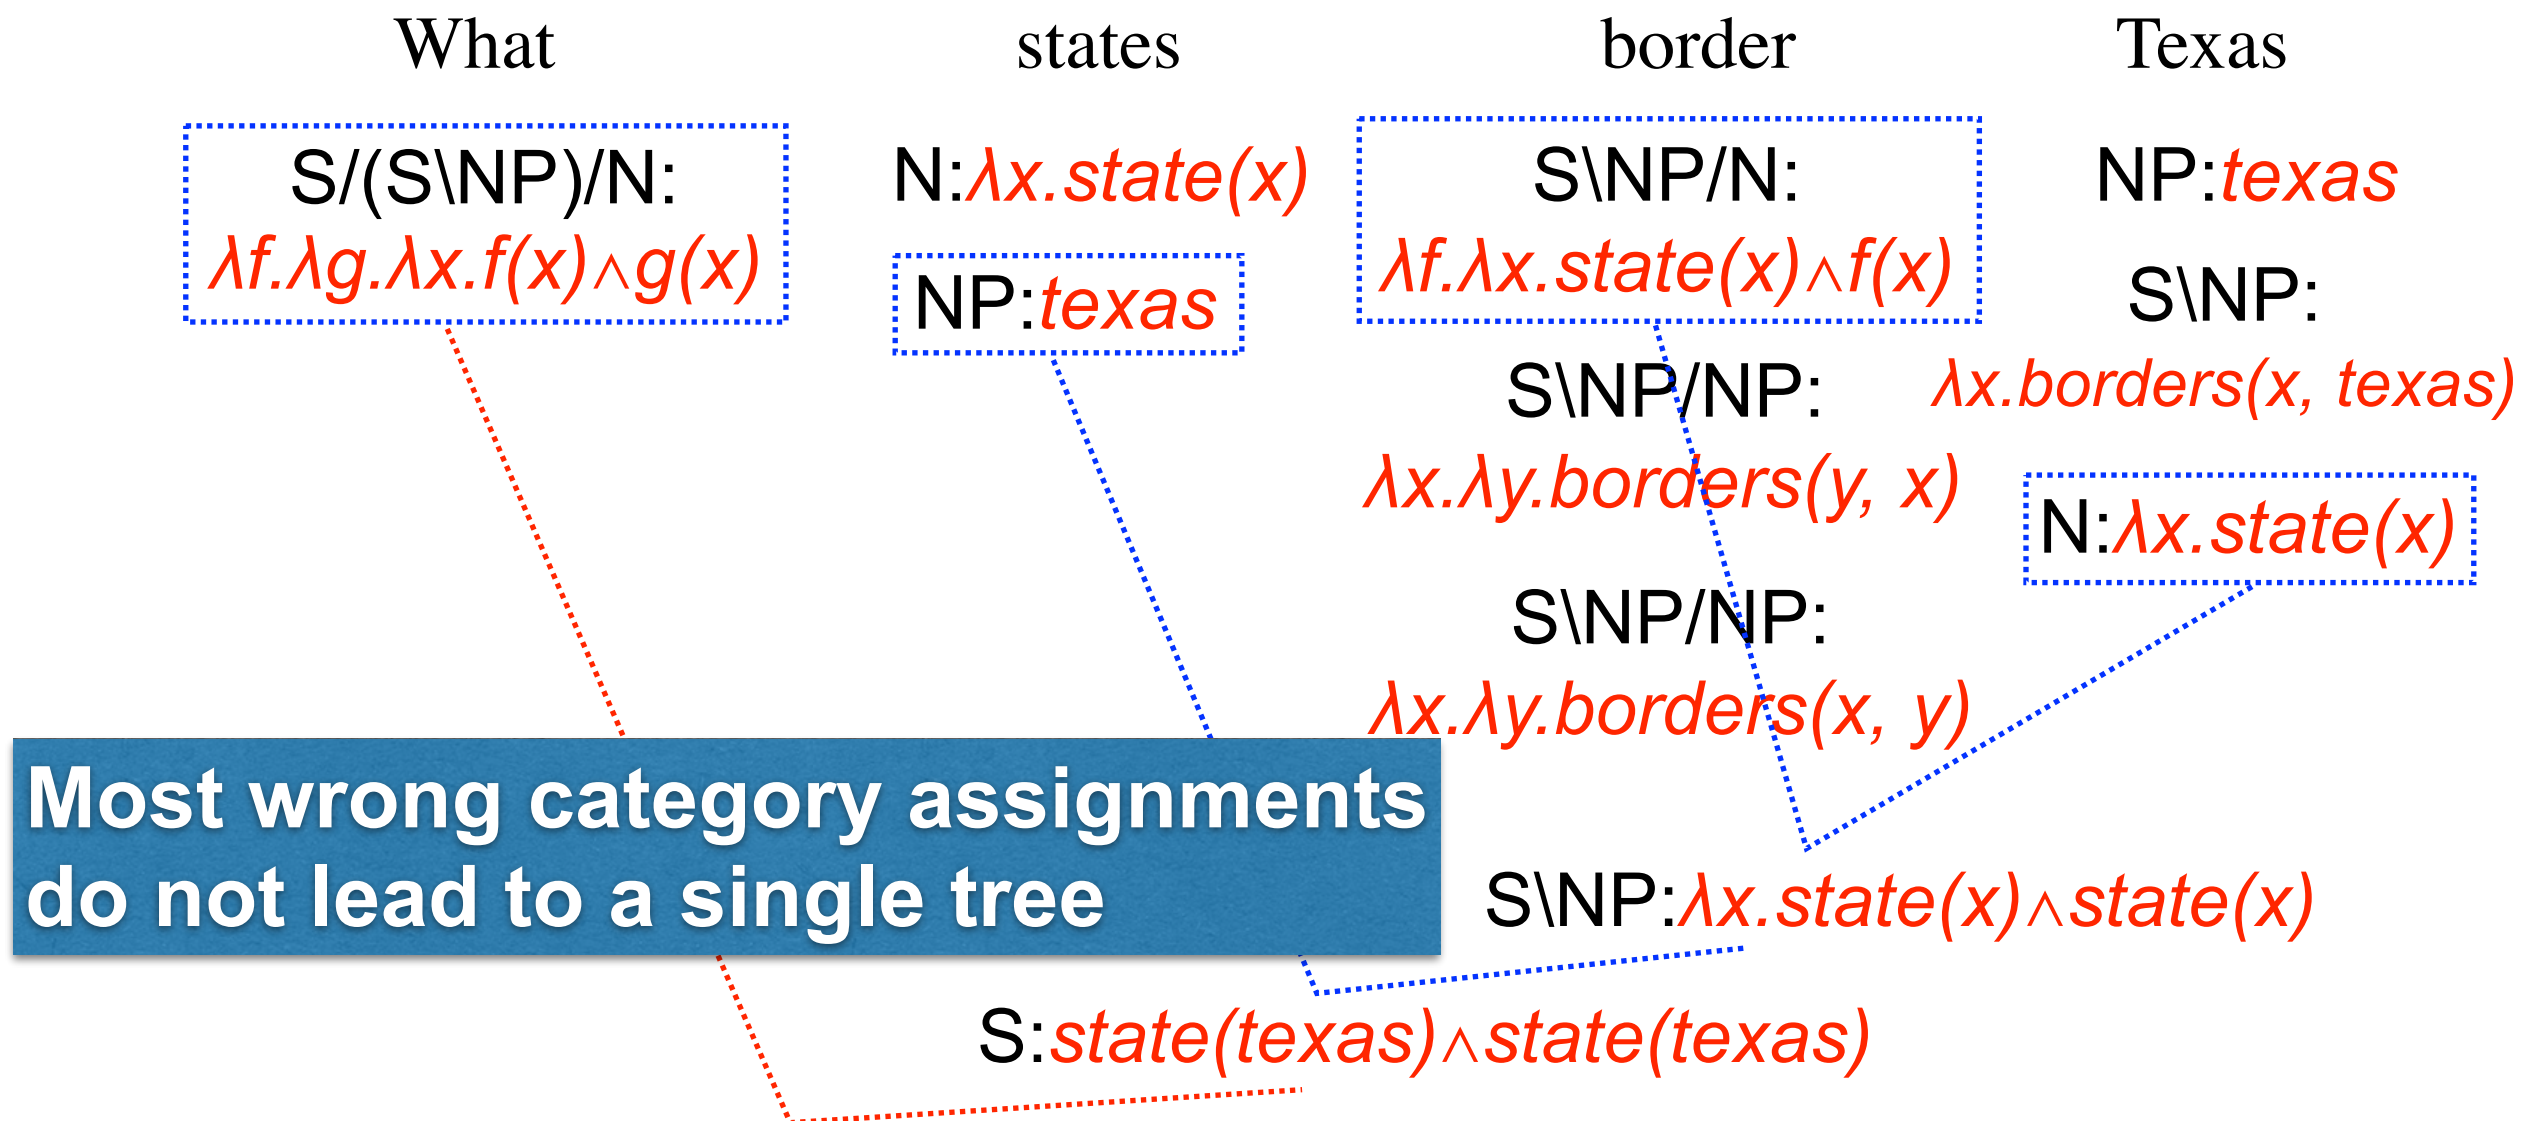 What states border Texas
S/(S\NP)/N:
λf.λg.λx.f(x)∧g(x)
N:λx.state(x)
NP:texas
S\NP/N:
λf.λx.state(x)∧f(x)
S\NP/NP:
λx.λy.borders(y, x)
S\NP/NP:
λx.λy.borders(x, y)
NP:texas
S\NP:
λx.borders(x, texas)
N:λx.state(x)
Most wrong category assignments
do not lead to a single tree
S\NP:λx.state(x)∧state(x)
S:state(texas)∧state(texas)